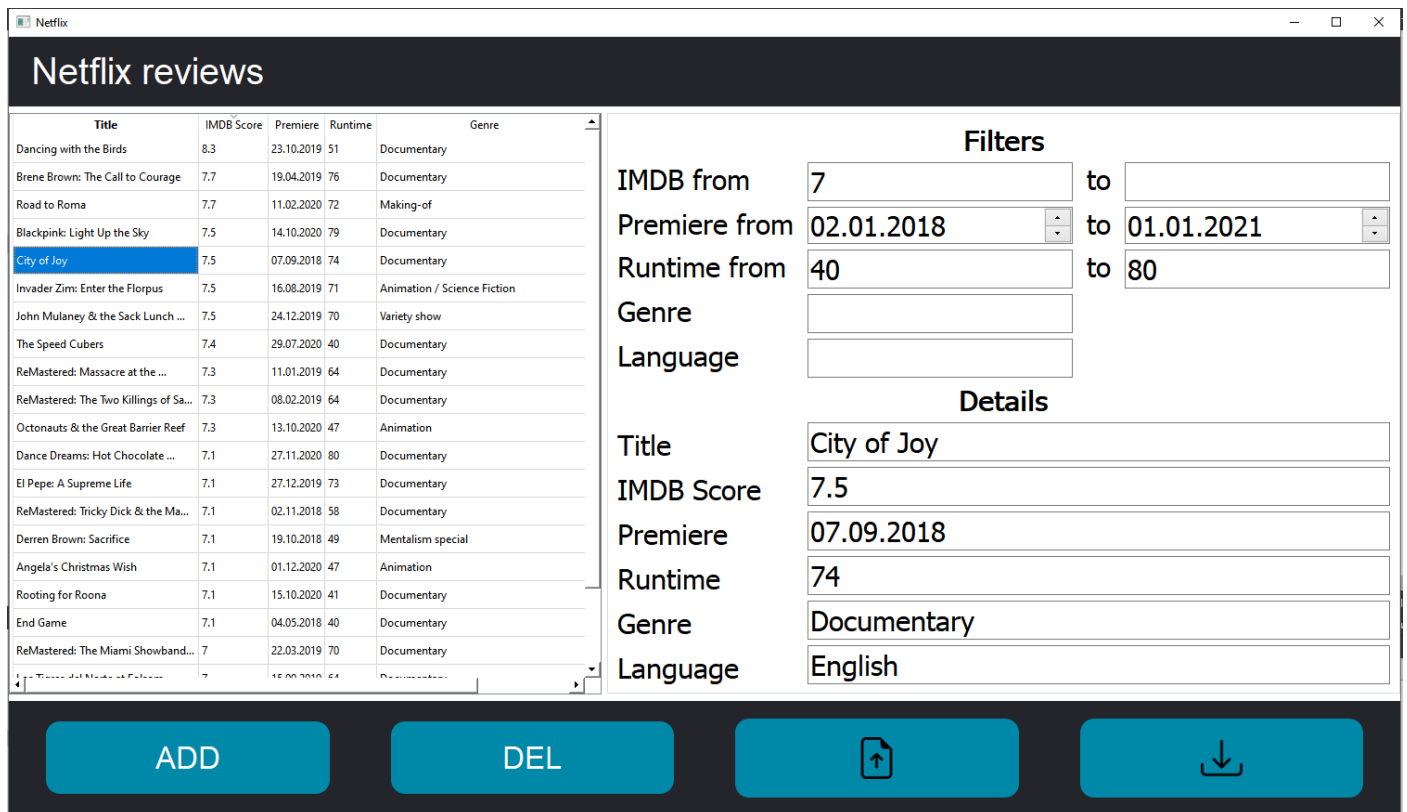 Netflix
Netflix reviews
Title IMDB Score Premiere Runtime Genre
Dancing with the Birds 8.3 23.10.2019 51 Documentary
Brene Brown: The Call to Courage 7.7 19.04.2019 76 Documentary
Road to Roma 7.7 11.02.2020 72 Making-of
Blackpink: Light Up the Sky 7.5 14.10.2020 79 Documentary
City of Joy 7.5 07.09.2018 74 Documentary
Invader Zim: Enter the Florpus 7.5 16.08.2019 71 Animation / Science Fiction
John Mulaney & the Sack Lunch ... 7.5 24.12.2019 70 Variety show
The Speed Cubers 7.4 29.07.2020 40 Documentary
ReMastered: Massacre at the ... 7.3 11.01.2019 64 Documentary
ReMastered: The Two Killings of Sa... 7.3 08.02.2019 64 Documentary
Octonauts & the Great Barrier Reef 7.3 13.10.2020 47 Animation
Dance Dreams: Hot Chocolate ... 7.1 27.11.2020 80 Documentary
El Pepe: A Supreme Life 7.1 27.12.2019 73 Documentary
ReMastered: Tricky Dick & the Ma... 7.1 02.11.2018 58 Documentary
Derren Brown: Sacrifice 7.1 19.10.2018 49 Mentalism special
Angela's Christmas Wish 7.1 01.12.2020 47 Animation
Rooting for Roona 7.1 15.10.2020 41 Documentary
End Game 7.1 04.05.2018 40 Documentary
ReMastered: The Miami Showband... 7 22.03.2019 70 Documentary
Filters
IMDB from 7 to
Premiere from 02.01.2018 to 01.01.2021
Runtime from 40 to 80
Genre
Language
Details
Title City of Joy
IMDB Score 7.5
Premiere 07.09.2018
Runtime 74
Genre Documentary
Language English
ADD DEL